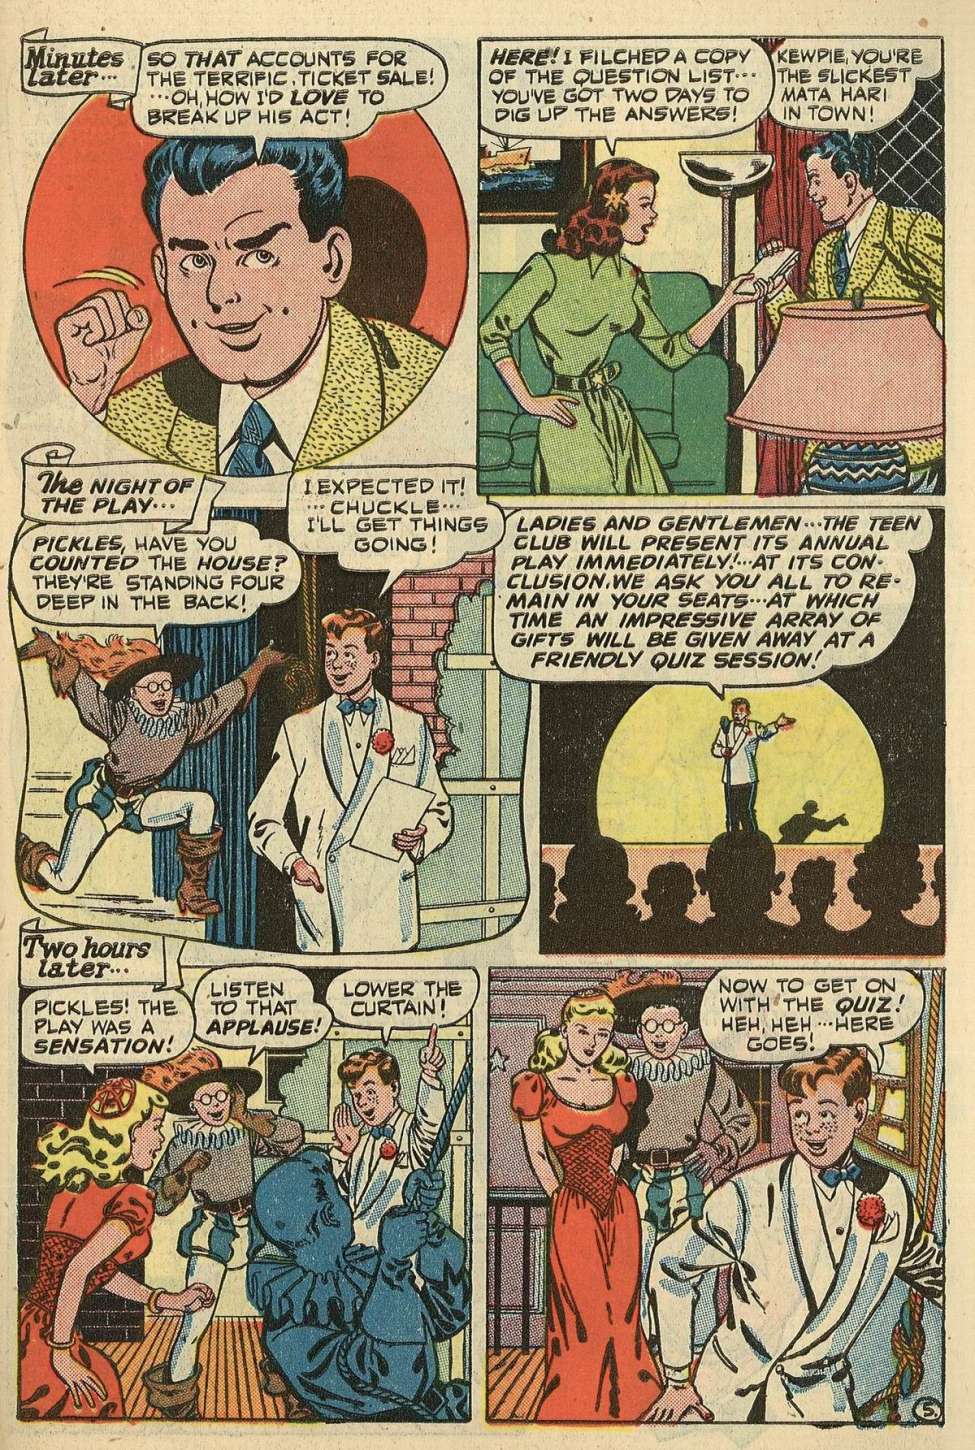 Minutes
later...
SO THAT ACCOUNTS FOR
THE TERRIFIC TICKET SALE!
...OH, HOW I'D LOVE TO
BREAK UP HIS ACT!
HERE! I FILCHED A COPY
OF THE QUESTION LIST...
YOU'VE GOT TWO DAYS TO
DIG UP THE ANSWERS!
KEWPIE, YOU'RE
THE SLICKEST
MATA HARI
IN TOWN!
The NIGHT OF
THE PLAY...
PICKLES, HAVE YOU
COUNTED THE HOUSE?
THEY'RE STANDING FOUR
DEEP IN THE BACK!
I EXPECTED IT!
...CHUCKLE...
I'LL GET THINGS
GOING!
LADIES AND GENTLEMEN...THE TEEN
CLUB WILL PRESENT ITS ANNUAL
PLAY IMMEDIATELY!...AT ITS CON-
CLUSION, WE ASK YOU ALL TO RE-
MAIN IN YOUR SEATS...AT WHICH
TIME AN IMPRESSIVE ARRAY OF
GIFTS WILL BE GIVEN AWAY AT A
FRIENDLY QUIZ SESSION!
Two hours
later...
PICKLES! THE
PLAY WAS A
SENSATION!
LISTEN
TO THAT
APPLAUSE!
LOWER THE
CURTAIN!
NOW TO GET ON
WITH THE QUIZ!
HEH, HEH...HERE
GOES!
5